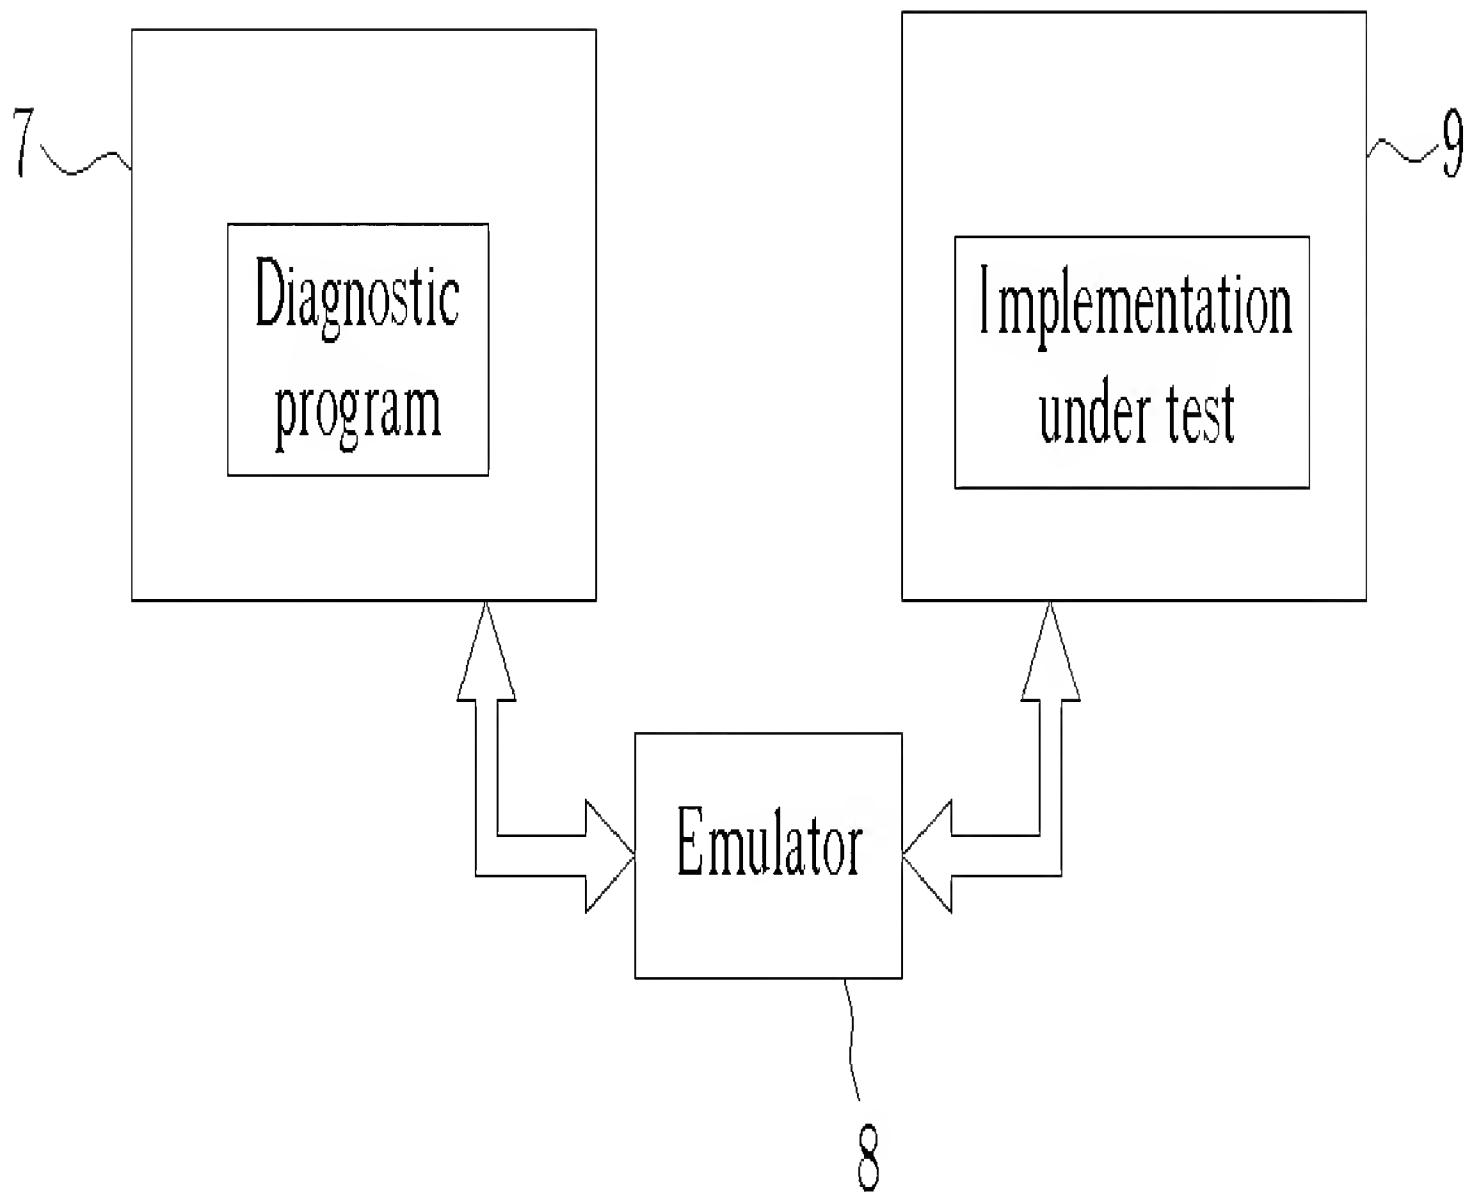 7
9
Diagnostic
program
Implementation
under test
Emulator
8